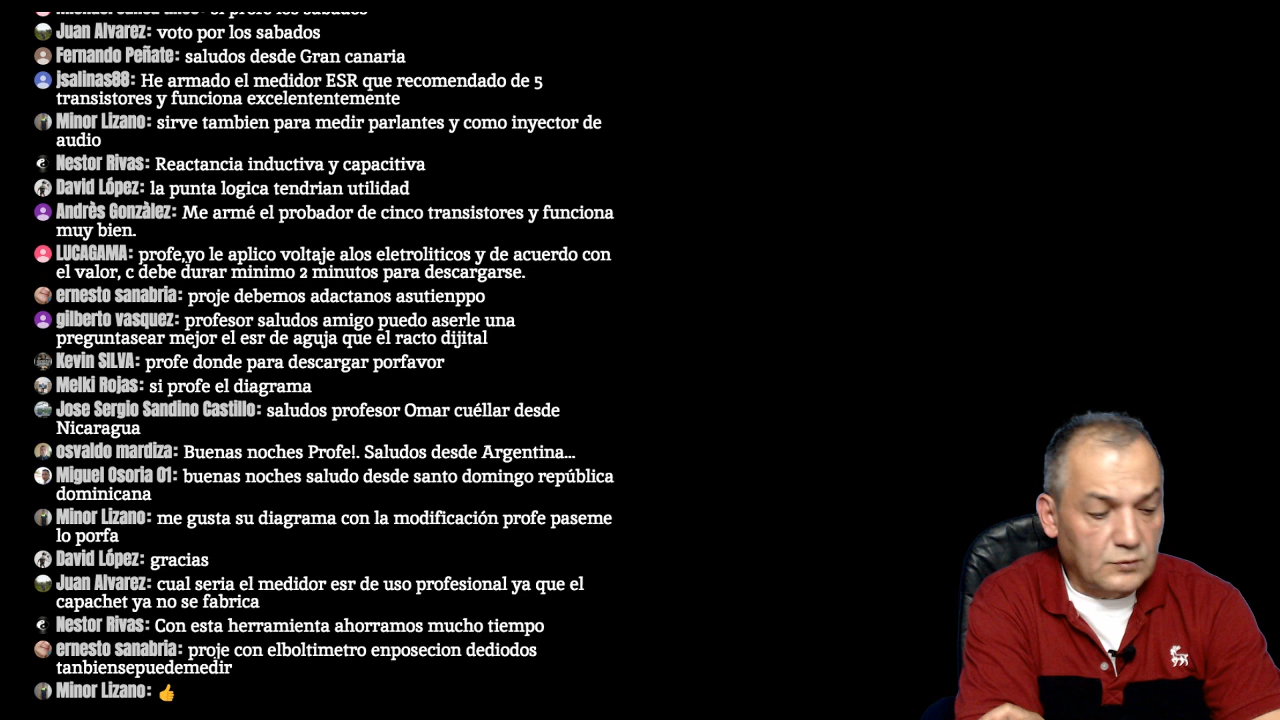 si profe los sabados
Juan Alvarez: voto por los sabados
Fernando Peñate: saludos desde Gran canaria
jsalinas98: He armado el medidor ESR que recomendado de 5
transistores y funciona excelententemente
Minor Lizano: sirve tambien para medir parlantes y como inyector de
audio
Nestor Rivas: Reactancia inductiva y capacitiva
David López: la punta logica tendrian utilidad
Andrès Gonzàlez: Me armé el probador de cinco transistores y funciona
muy bien.
LUCAGAMA: profe,yo le aplico voltaje alos eletroliticos y de acuerdo con
el valor, c debe durar minimo 2 minutos para descargarse.
ernesto sanabria: proje debemos adactanos asutienppo
gilberto vasquez: profesor saludos amigo puedo aserle una
preguntasear mejor el esr de aguja que el racto dijital
Kevin SILVA: profe donde para descargar porfavor
Melki Rojas: si profe el diagrama
Jose Sergio Sandino Castillo: saludos profesor Omar cuéllar desde
Nicaragua
osvaldo mardiza: Buenas noches Profe!. Saludos desde Argentina...
Miguel Osoria 01: buenas noches saludo desde santo domingo república
dominicana
Minor Lizano: me gusta su diagrama con la modificación profe paseme
lo porfa
David López: gracias
Juan Alvarez: cual seria el medidor esr de uso profesional ya que el
capachet ya no se fabrica
Nestor Rivas: Con esta herramienta ahorramos mucho tiempo
ernesto sanabria: proje con elboltimetro enposecion dediodos
tanbiensepuedemedir
Minor Lizano: 👍